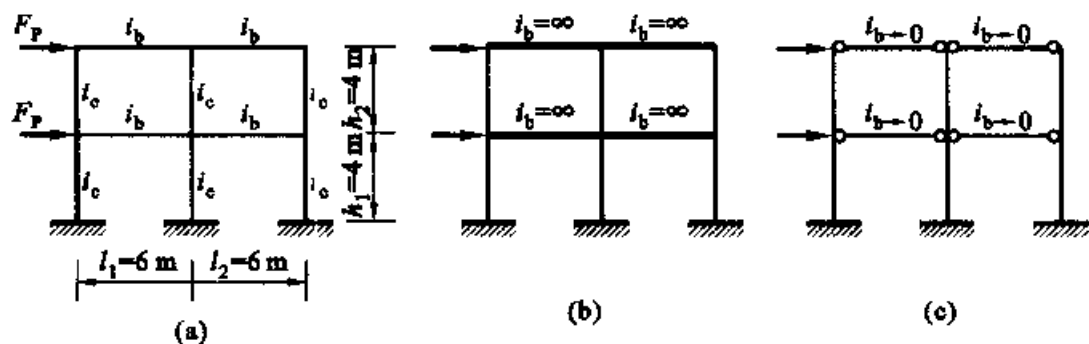 F_P i_b i_b
i_c i_c i_c h_2=4 m
F_P i_b i_b
i_c i_c i_c h_1=4 m
l_1=6 m l_2=6 m
(a)
i_b=∞ i_b=∞
i_b=∞ i_b=∞
(b)
i_b→0 i_b→0
i_b→0 i_b→0
(c)